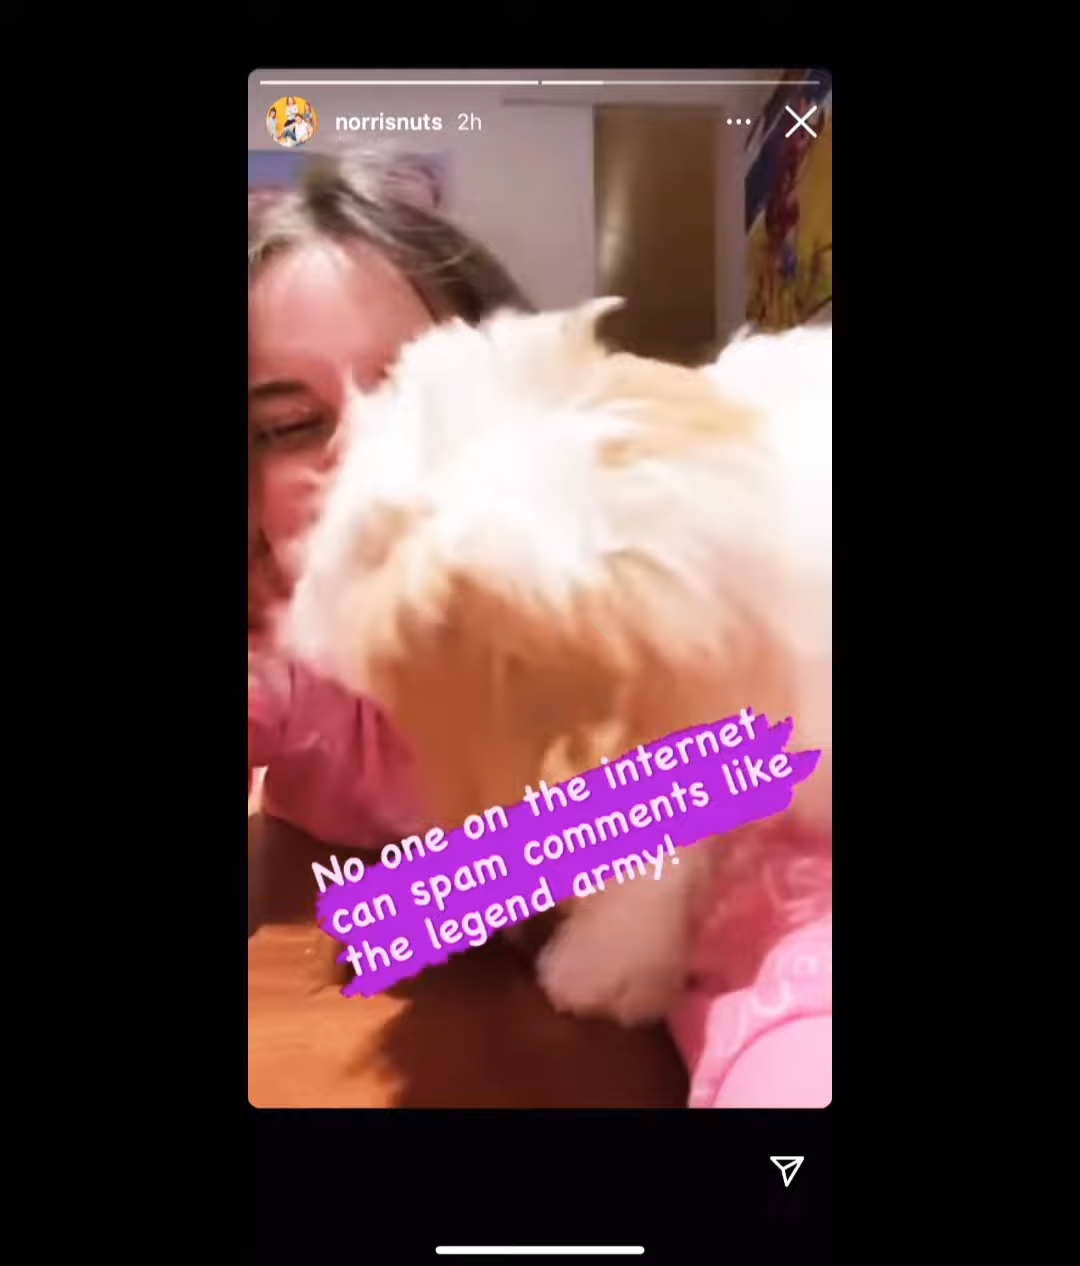 norrisnuts 2h
No one on the internet
can spam comments like
the legend army!